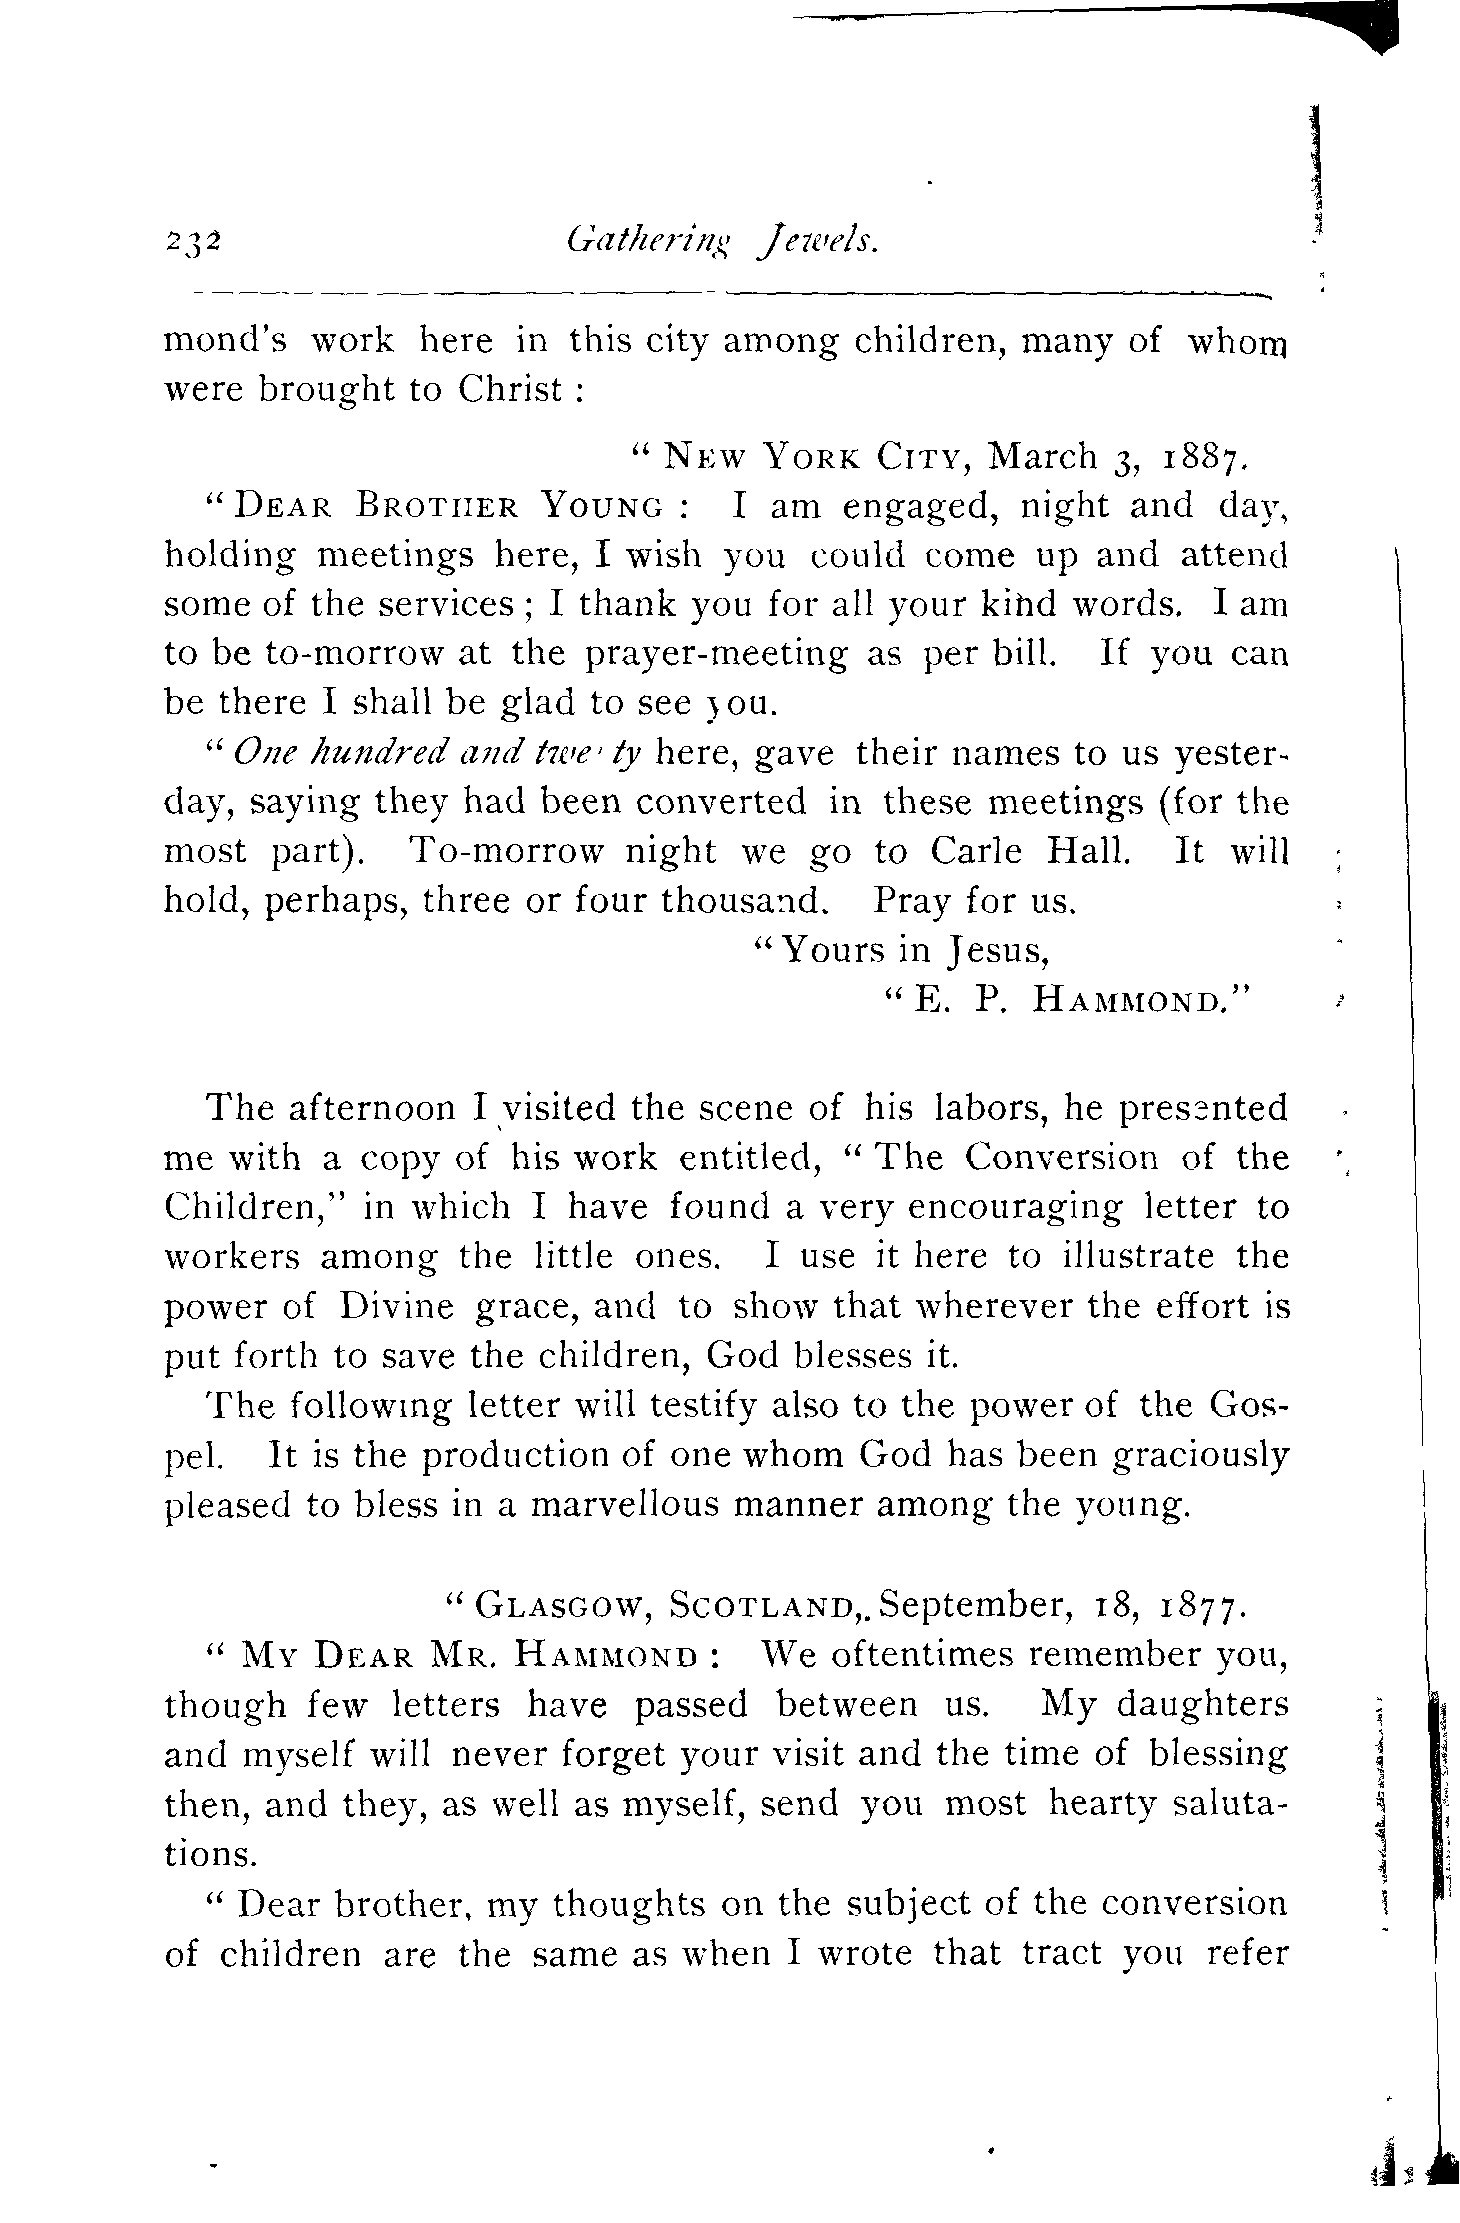 232 Gathering Jewels.
mond's work here in this city among children, many of whom
were brought to Christ :
“ NEW YORK CITY, March 3, 1887.
“ DEAR BROTHER YOUNG : I am engaged, night and day,
holding meetings here, I wish you could come up and attend
some of the services ; I thank you for all your kind words. I am
to be to-morrow at the prayer-meeting as per bill. If you can
be there I shall be glad to see you.
“ One hundred and twenty here, gave their names to us yester-
day, saying they had been converted in these meetings (for the
most part). To-morrow night we go to Carle Hall. It will
hold, perhaps, three or four thousand. Pray for us.
“ Yours in Jesus,
“ E. P. HAMMOND.”
The afternoon I visited the scene of his labors, he presented
me with a copy of his work entitled, “ The Conversion of the
Children,” in which I have found a very encouraging letter to
workers among the little ones. I use it here to illustrate the
power of Divine grace, and to show that wherever the effort is
put forth to save the children, God blesses it.
The following letter will testify also to the power of the Gos-
pel. It is the production of one whom God has been graciously
pleased to bless in a marvellous manner among the young.
“ GLASGOW, SCOTLAND,. September, 18, 1877.
“ MY DEAR MR. HAMMOND : We oftentimes remember you,
though few letters have passed between us. My daughters
and myself will never forget your visit and the time of blessing
then, and they, as well as myself, send you most hearty saluta-
tions.
“ Dear brother, my thoughts on the subject of the conversion
of children are the same as when I wrote that tract you refer